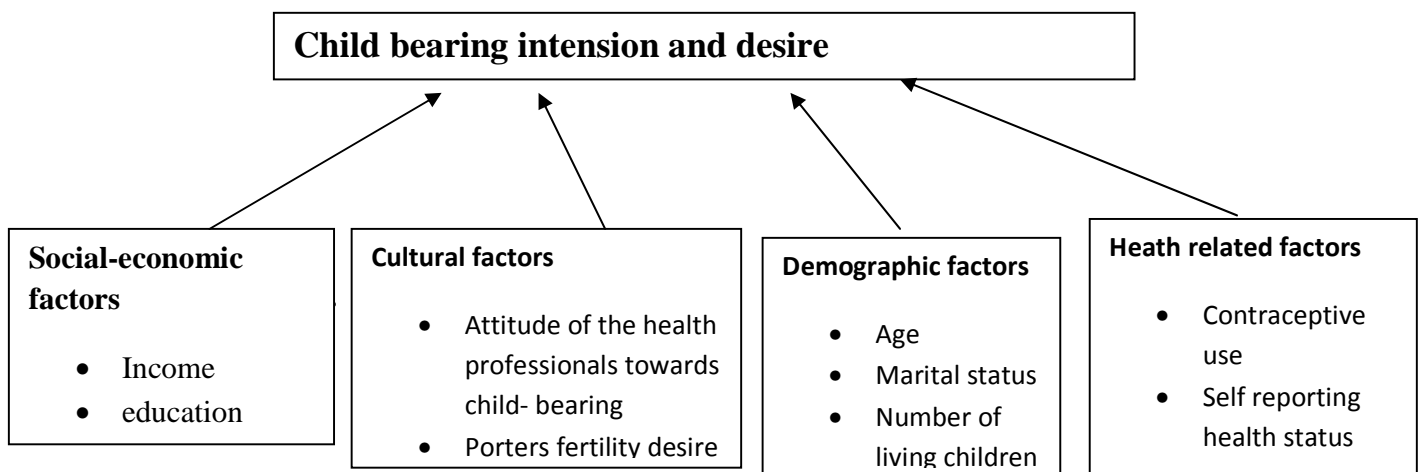 Child bearing intension and desire
Social-economic
factors
• Income
• education
Cultural factors
• Attitude of the health
professionals towards
child- bearing
• Porters fertility desire
Demographic factors
• Age
• Marital status
• Number of
living children
Heath related factors
• Contraceptive
use
• Self reporting
health status